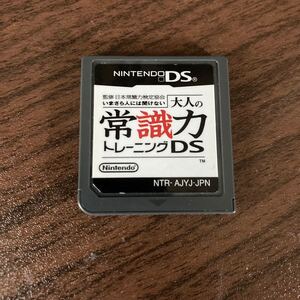 NINTENDO DS®
監修 日本常識力検定協会
いまさら人には聞けない 大人の
常識力
トレーニングDS
™
Nintendo
NTR-AJYJ-JPN